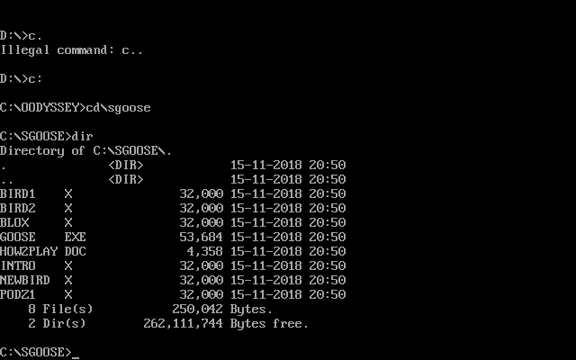 D:\>c.
Illegal command: c..
D:\>c:
C:\OODYSSEY>cd\sgoose
C:\SGOOSE>dir
Directory of C:\SGOOSE\.
. <DIR> 15-11-2018 20:50
.. <DIR> 15-11-2018 20:50
BIRD1 X 32,000 15-11-2018 20:50
BIRD2 X 32,000 15-11-2018 20:50
BLOX X 32,000 15-11-2018 20:50
GOOSE EXE 53,684 15-11-2018 20:50
HOW2PLAY DOC 4,358 15-11-2018 20:50
INTRO X 32,000 15-11-2018 20:50
NEWBIRD X 32,000 15-11-2018 20:50
PODZ1 X 32,000 15-11-2018 20:50
8 File(s) 250,042 Bytes.
2 Dir(s) 262,111,744 Bytes free.
C:\SGOOSE>_